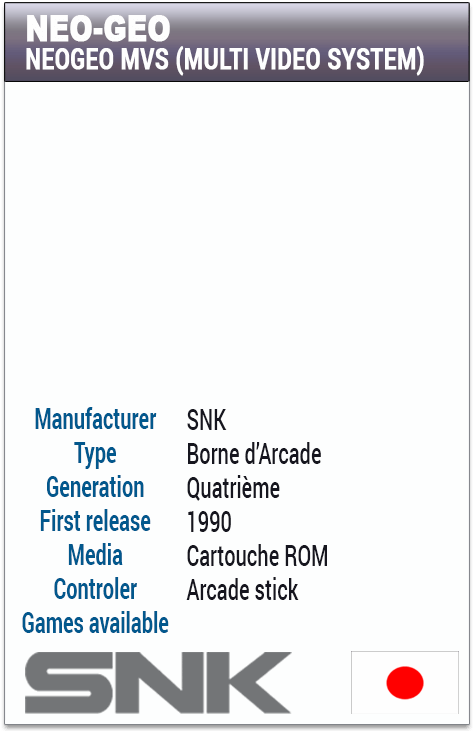 NEO-GEO
NEOGEO MVS (MULTI VIDEO SYSTEM)
Manufacturer SNK
Type Borne d’Arcade
Generation Quatrième
First release 1990
Media Cartouche ROM
Controler Arcade stick
Games available
SNK